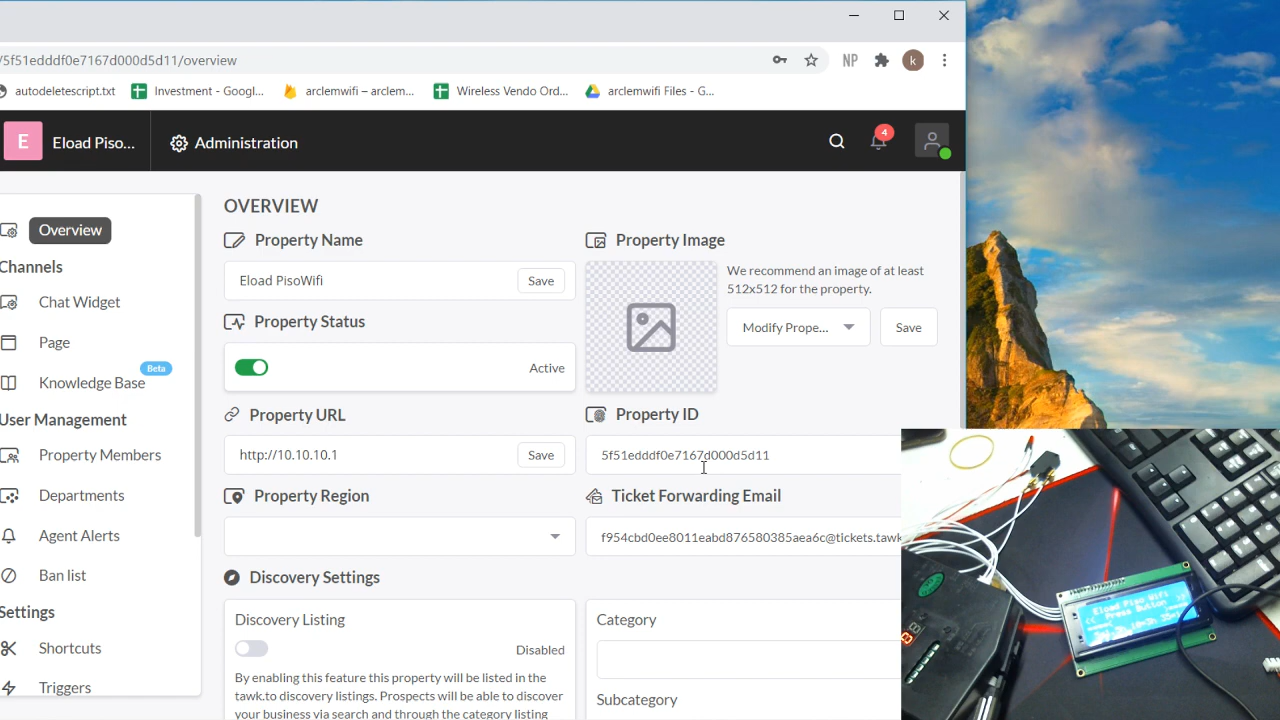 /5f51edddf0e7167d000d5d11/overview
NP
k
autodeletescript.txt
Investment - Googl...
arclemwifi – arclem...
Wireless Vendo Ord...
arclemwifi Files - G...
E
Eload Piso...
Administration
4
Overview
Channels
Chat Widget
Page
Beta
Knowledge Base
User Management
Property Members
Departments
Agent Alerts
Ban list
Settings
Shortcuts
Triggers
OVERVIEW
Property Name
Eload PisoWifi
Save
Property Status
Active
Property URL
http://10.10.10.1
Save
Property Region
Discovery Settings
Discovery Listing
Disabled
By enabling this feature this property will be listed in the
tawk.to discovery listings. Prospects will be able to discover
your business via search and through the category listing
Property Image
We recommend an image of at least
512x512 for the property.
Modify Prope...
Save
Property ID
5f51edddf0e7167d000d5d11
Ticket Forwarding Email
f954cbd0ee8011eabd876580385aea6c@tickets.tawk
Category
Subcategory
Eload Piso Wifi
Press Button